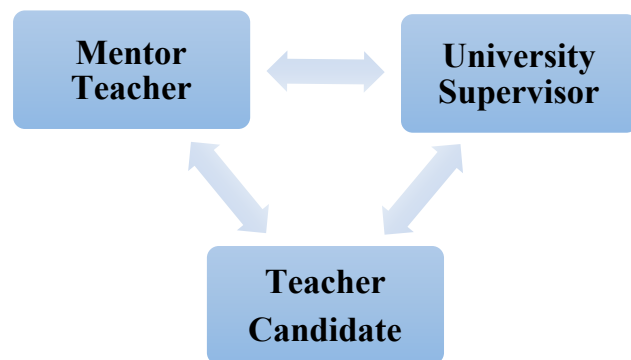 Mentor
Teacher
University
Supervisor
Teacher
Candidate